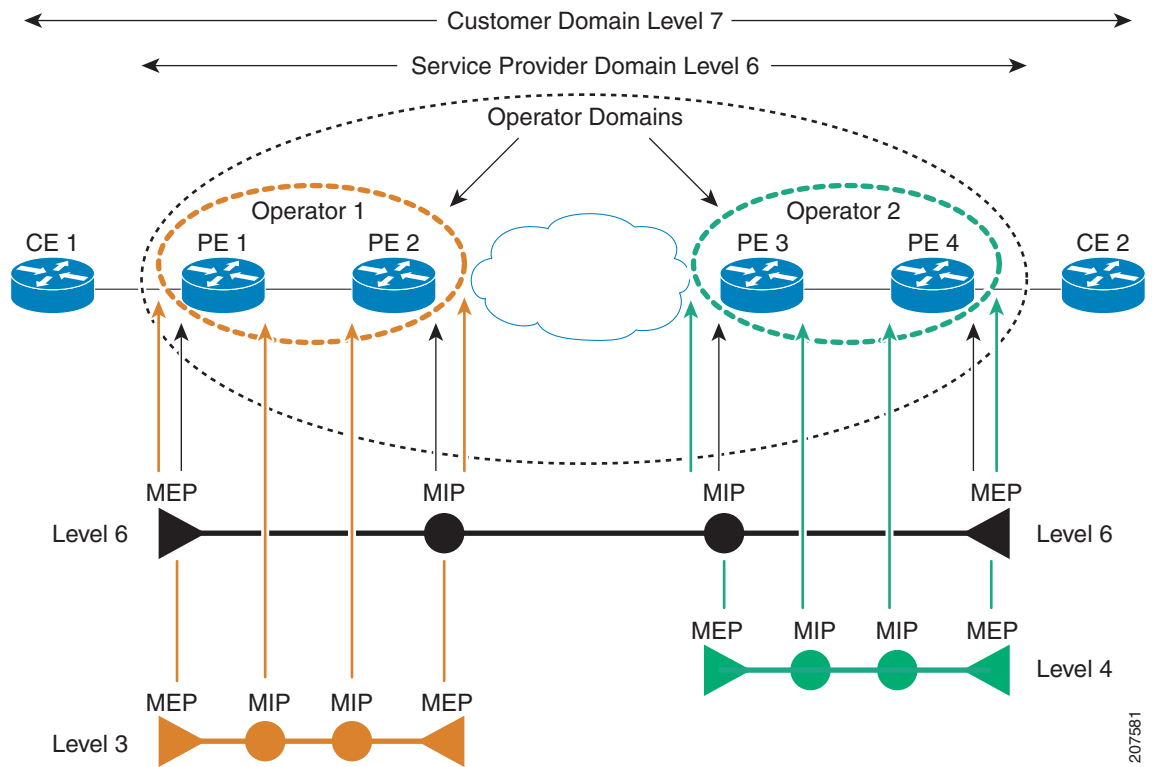 Customer Domain Level 7
Service Provider Domain Level 6
Operator Domains
Operator 1
Operator 2
CE 1
PE 1
PE 2
PE 3
PE 4
CE 2
MEP
MIP
MIP
MEP
Level 6
Level 6
MEP
MIP
MIP
MEP
Level 4
MEP
MIP
MIP
MEP
Level 3
207581